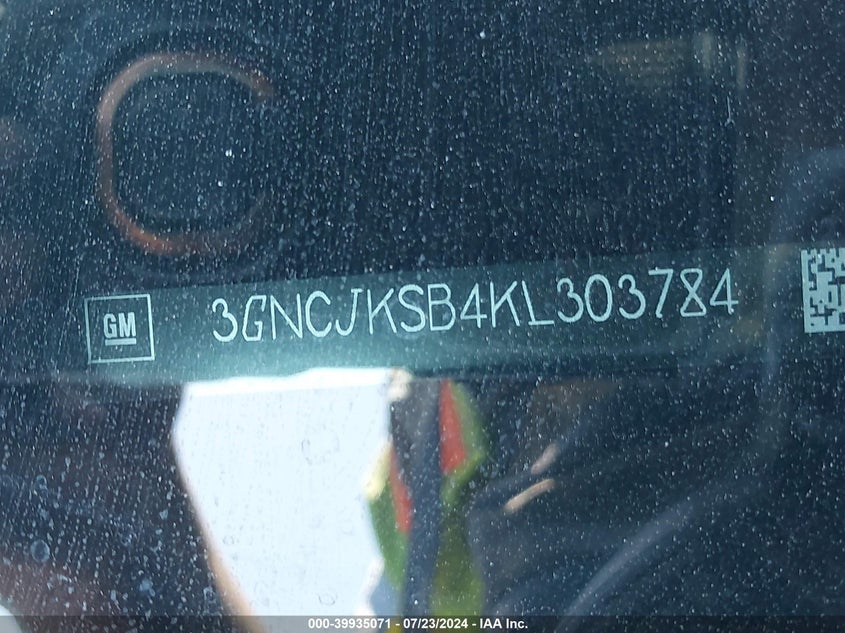 GM 3GNCJKSB4KL303784
000-39935071 - 07/23/2024 - IAA Inc.